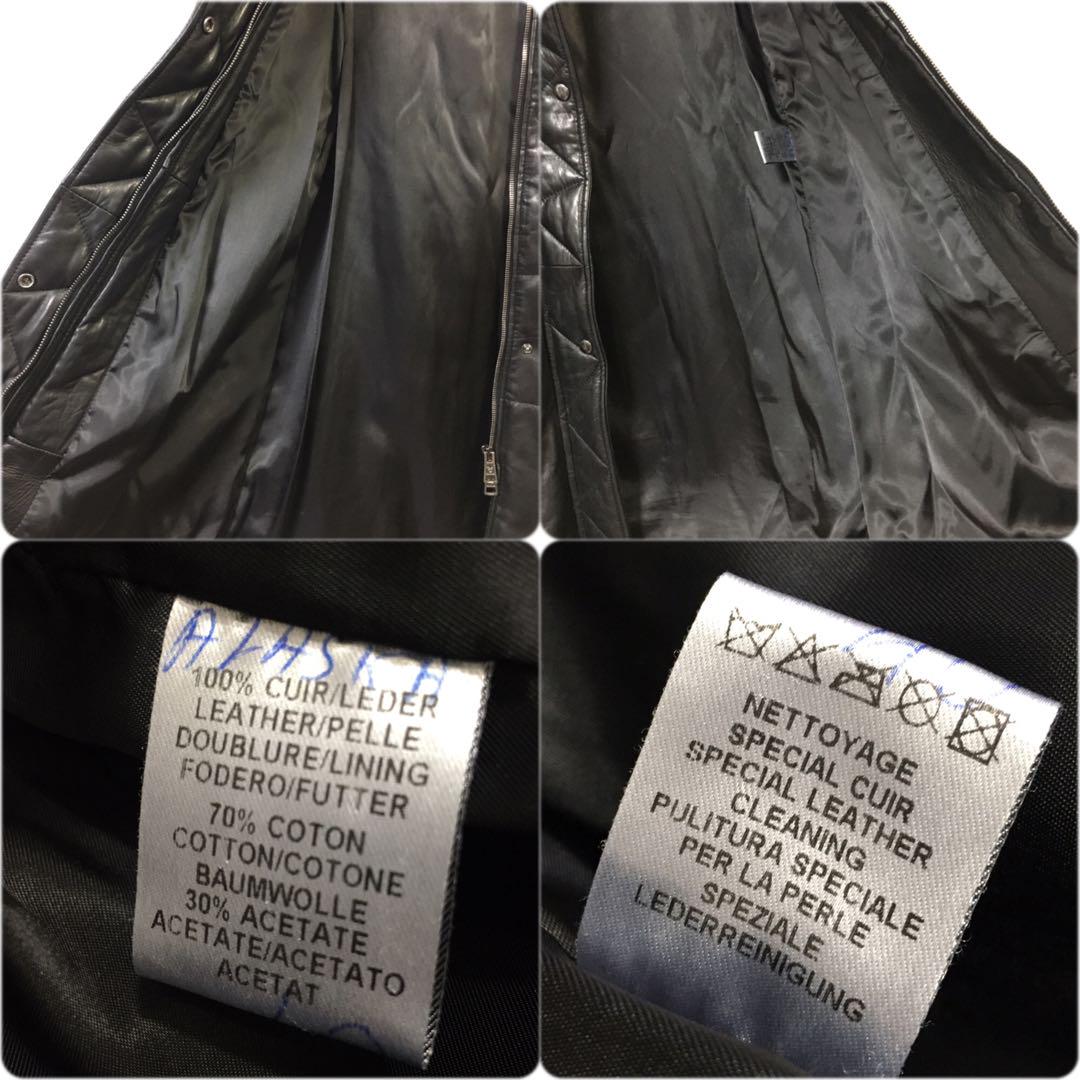 ALASKA
100% CUIR/LEDER
LEATHER/PELLE
DOUBLURE/LINING
FODERO/FUTTER
70% COTON
COTTON/COTONE
BAUMWOLLE
30% ACETATE
ACETATE/ACETATO
ACETAT
NETTOYAGE
SPECIAL CUIR
SPECIAL LEATHER
CLEANING
PULITURA SPECIALE
PER LA PERLE
SPEZIALE
LEDERREINIGUNG